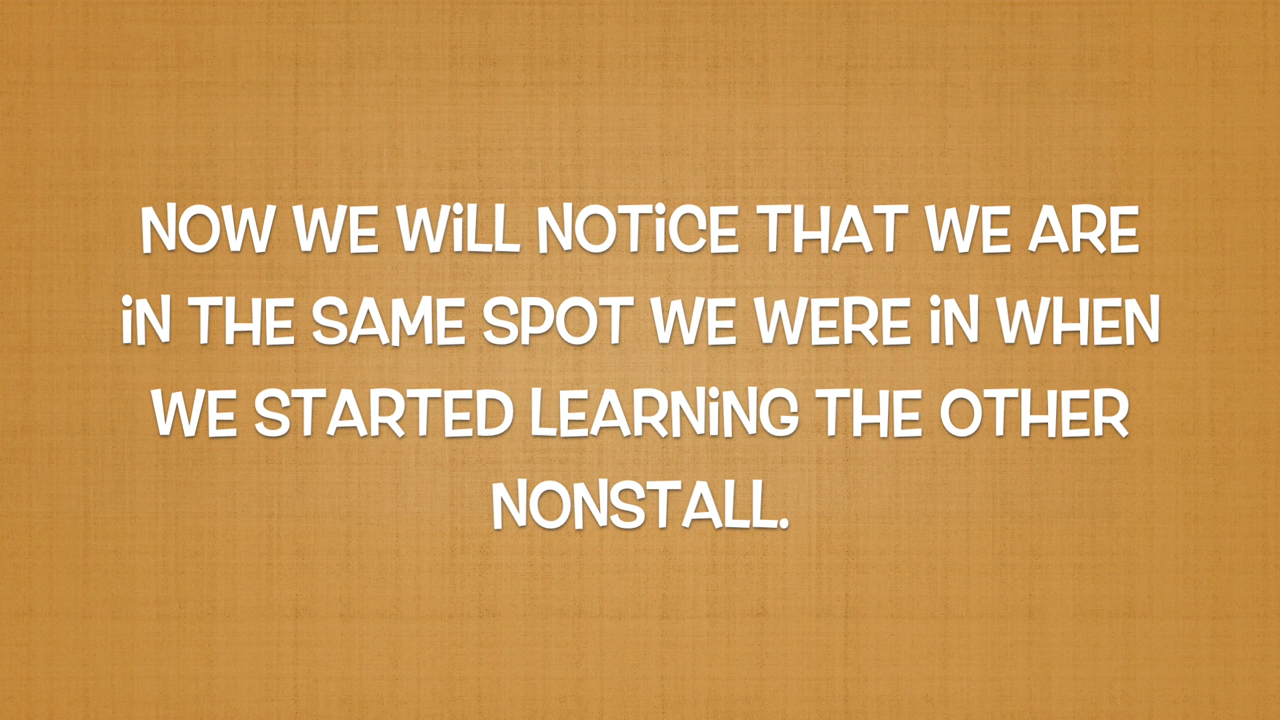 NOW WE WiLL NOTiCE THAT WE ARE
iN THE SAME SPOT WE WERE iN WHEN
WE STARTED LEARNiNG THE OTHER
NONSTALL.